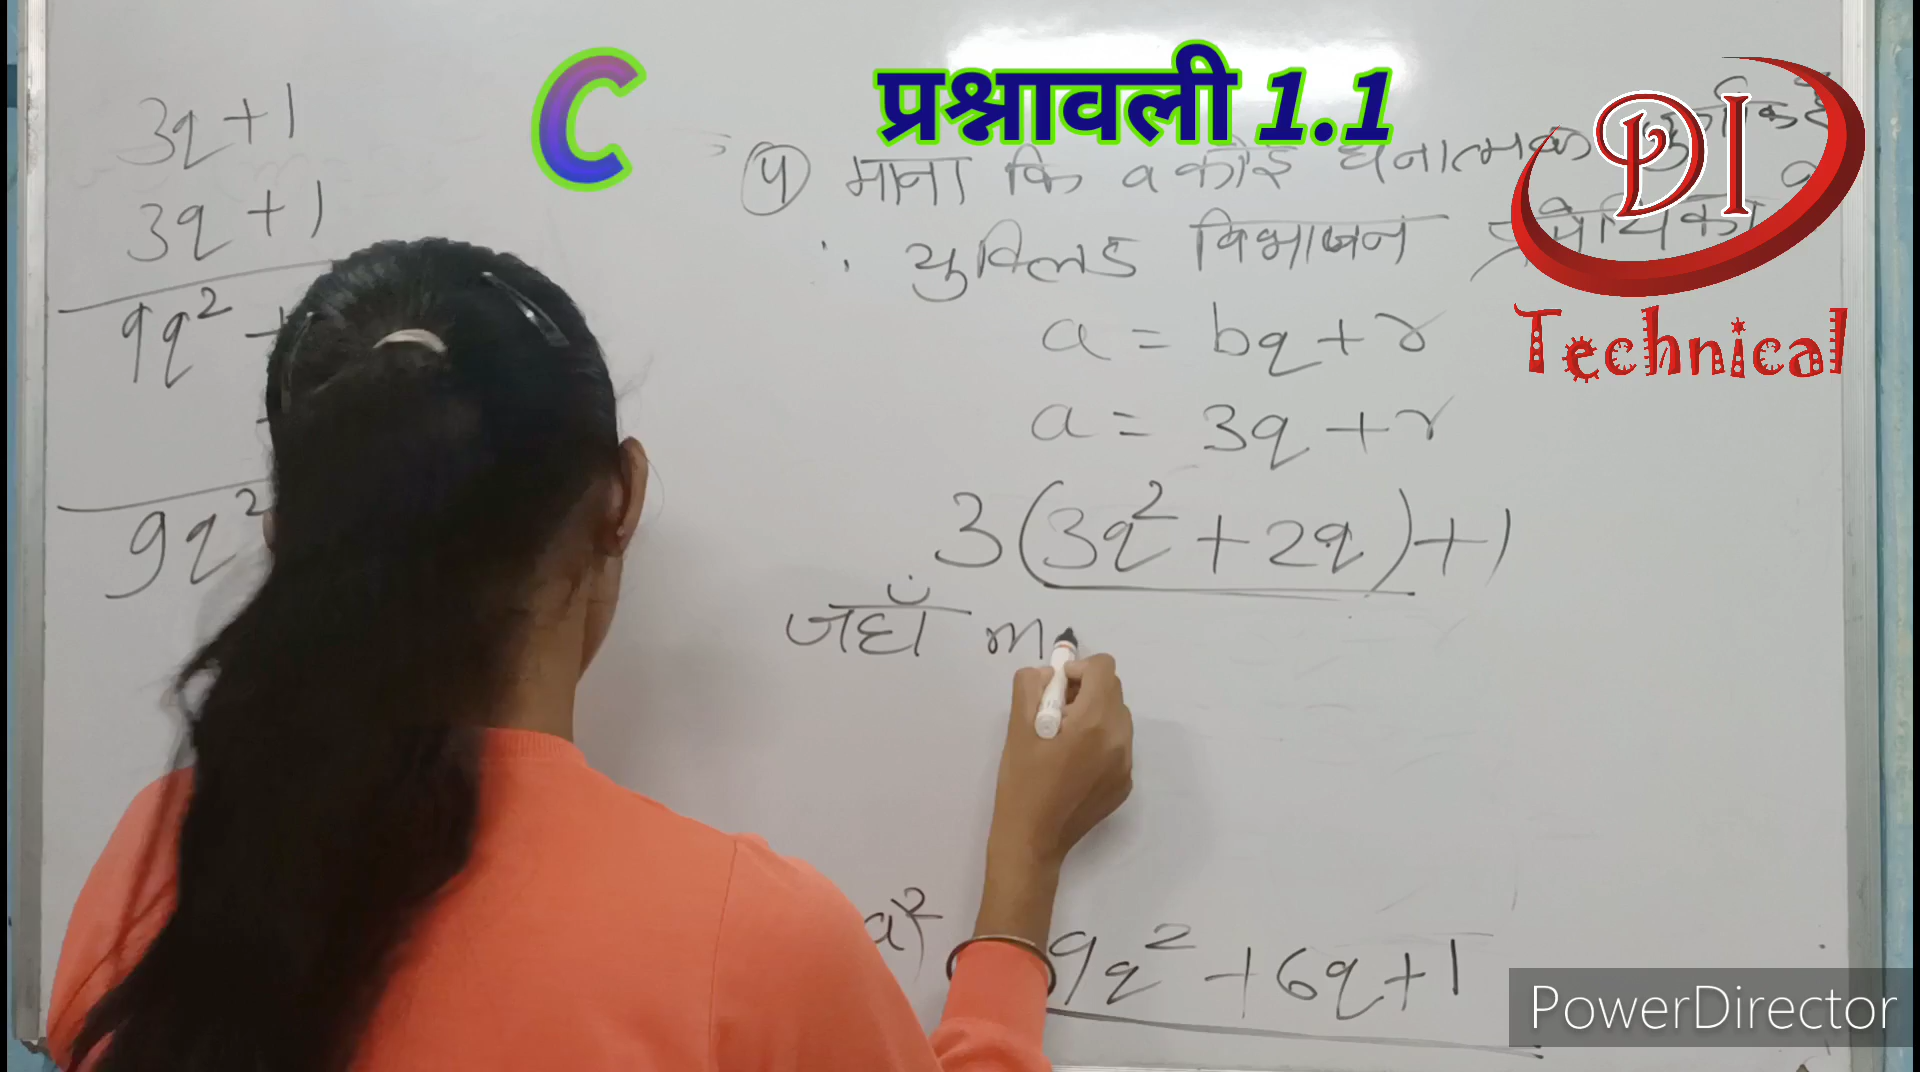 C प्रश्नावली 1.1
DI
Technical
3q + 1
3q + 1
9q² +
9q²
4 माना कि a कोई धनात्मक
∴ युक्लिड विभाजन
a = bq + r
a = 3q + r
3(3q² + 2q) + 1
जहाँ m
a² 9q² + 6q + 1
PowerDirector